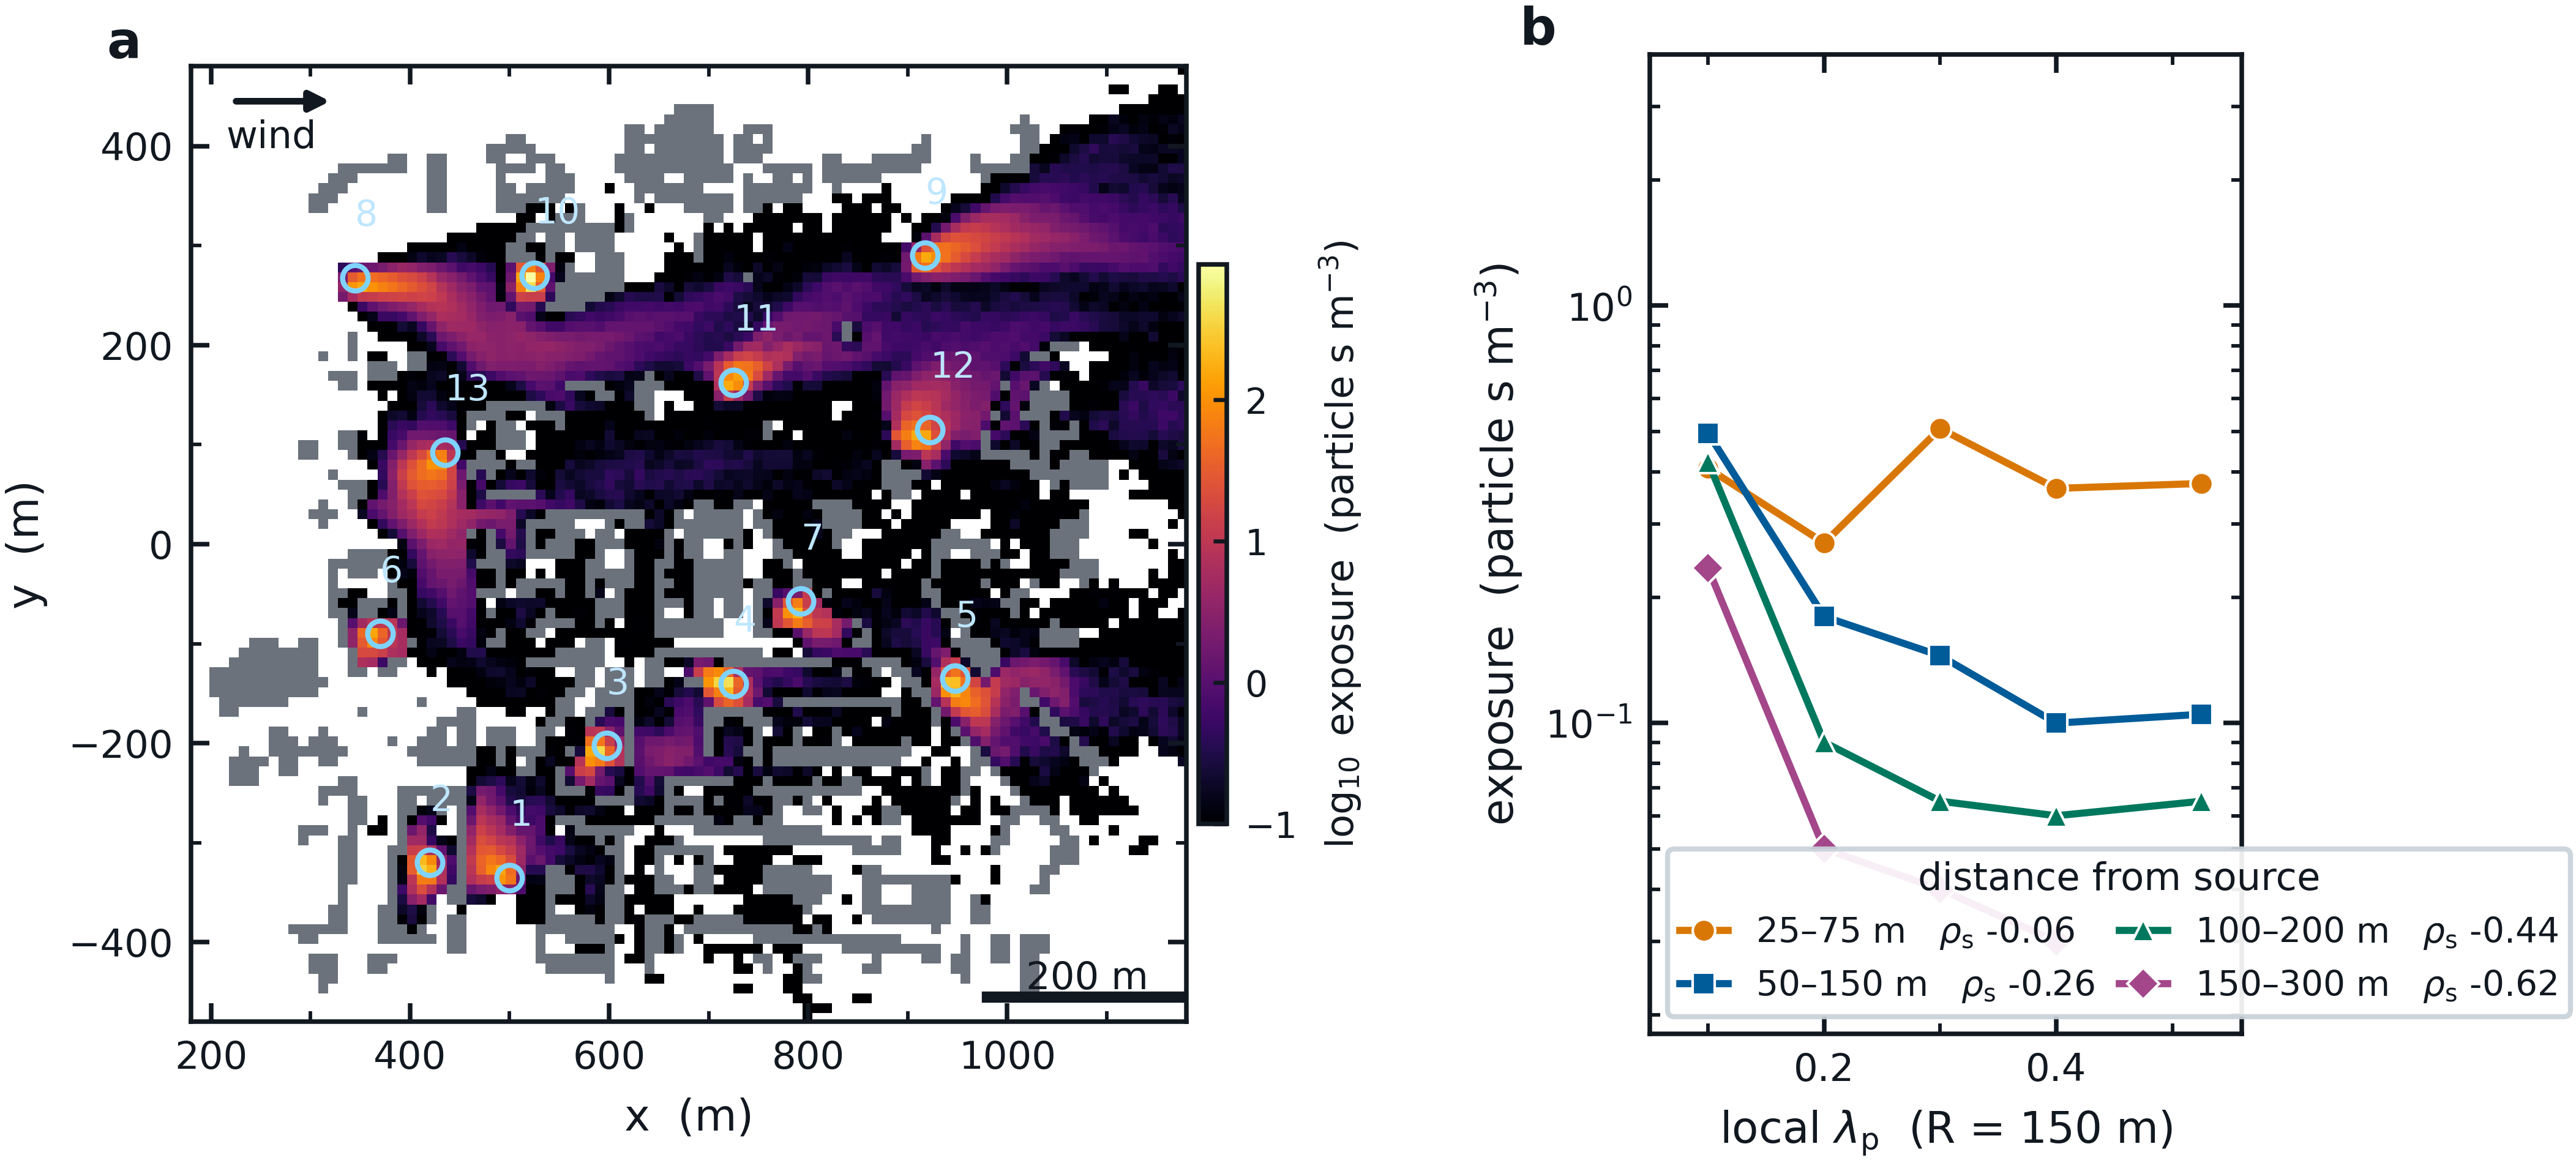 a
wind
8
10
9
11
12
13
6
7
4
5
3
2
1
200 m
400
200
0
−200
−400
y (m)
200
400
600
800
1000
x (m)
2
1
0
−1
log₁₀ exposure (particle s m⁻³)
b
10⁰
10⁻¹
exposure (particle s m⁻³)
distance from source
25–75 m ρₛ -0.06
100–200 m ρₛ -0.44
50–150 m ρₛ -0.26
150–300 m ρₛ -0.62
0.2
0.4
local λₚ (R = 150 m)